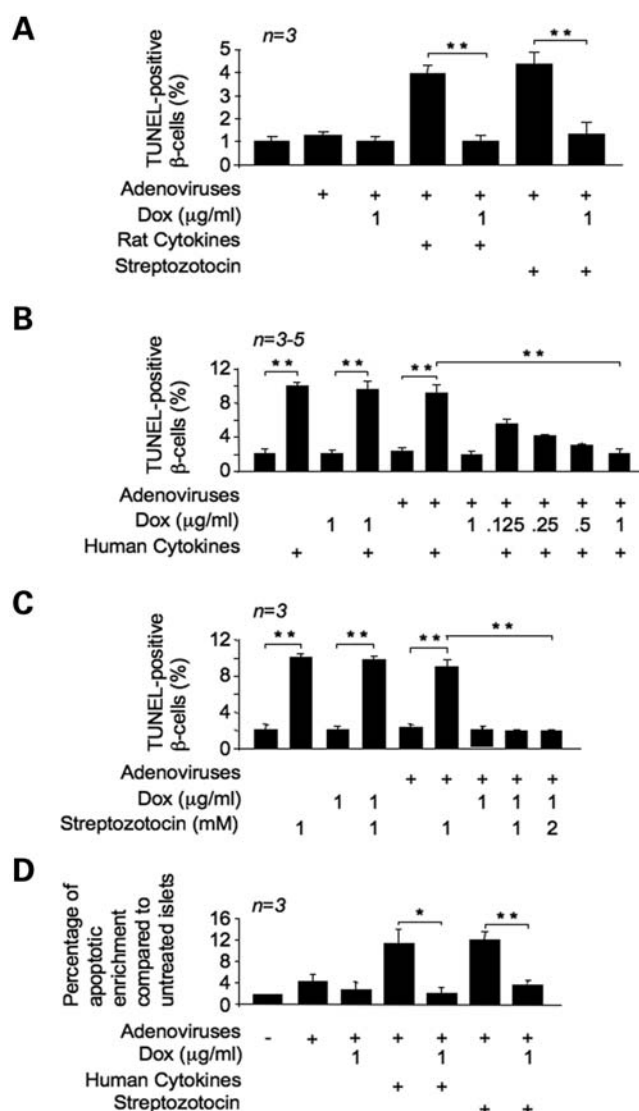 A
n=3
TUNEL-positive
β-cells (%)
5
4
3
2
1
0
** **
Adenoviruses + + + + + +
Dox (μg/ml) 1 1 1
Rat Cytokines + +
Streptozotocin + +
B
n=3-5
TUNEL-positive
β-cells (%)
12
8
4
0
** ** ** **
Adenoviruses + + + + + + +
Dox (μg/ml) 1 1 1 .125 .25 .5 1
Human Cytokines + + + + + + +
C
n=3
TUNEL-positive
β-cells (%)
12
8
4
0
** ** ** **
Adenoviruses + + + + +
Dox (μg/ml) 1 1 1 1 1
Streptozotocin (mM) 1 1 1 1 2
D
n=3
Percentage of
apoptotic
enrichment
compared to
untreated islets
16
12
8
4
0
* **
Adenoviruses - + + + + + +
Dox (μg/ml) 1 1 1
Human Cytokines + +
Streptozotocin + +